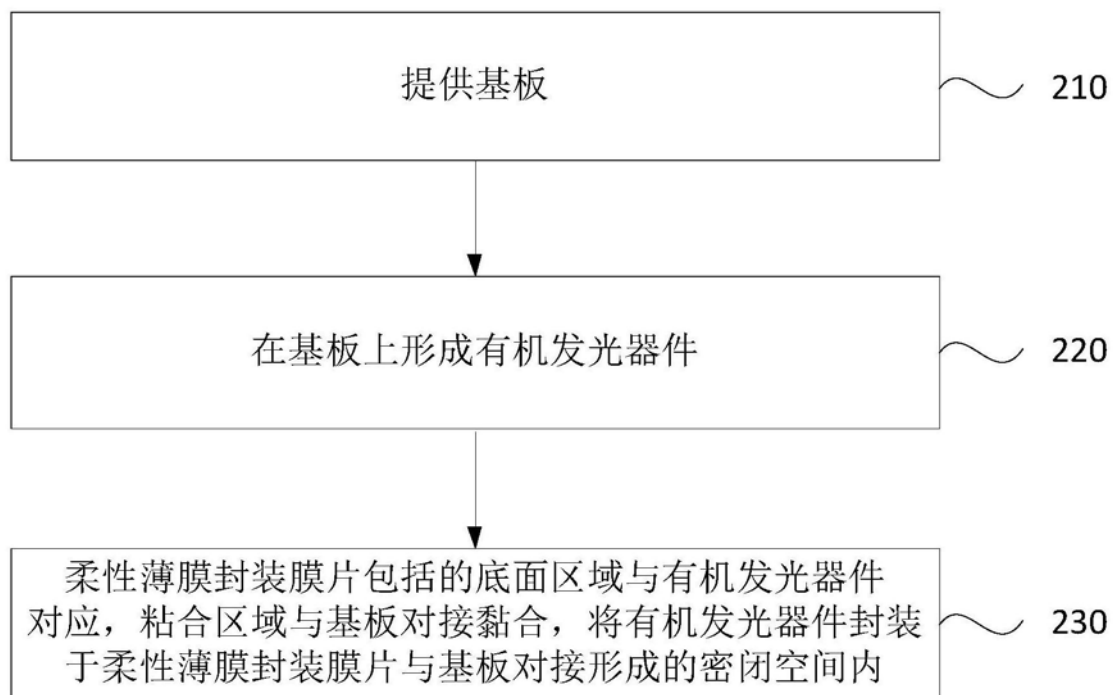 提供基板
210
在基板上形成有机发光器件
220
柔性薄膜封装膜片包括的底面区域与有机发光器件
对应，粘合区域与基板对接黏合，将有机发光器件封装
于柔性薄膜封装膜片与基板对接形成的密闭空间内
230